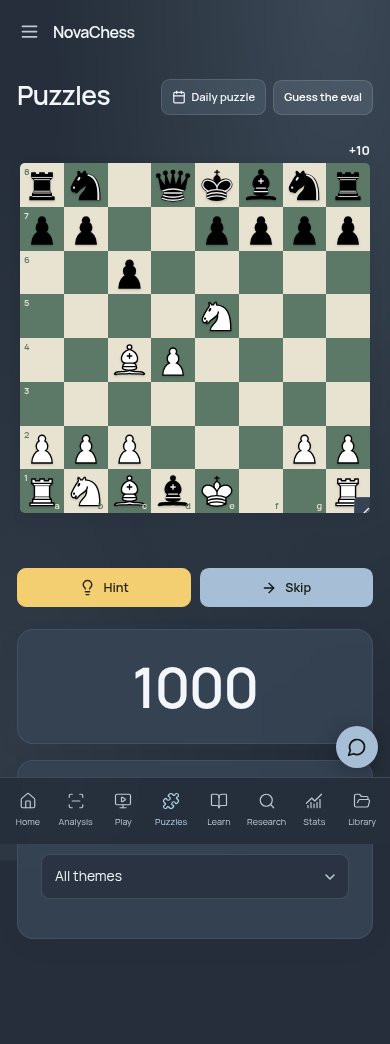 NovaChess
Puzzles
Daily puzzle
Guess the eval
+10
8
7
6
5
4
3
2
1
a
b
c
d
e
f
g
Hint
Skip
1000
Home
Analysis
Play
Puzzles
Learn
Research
Stats
Library
All themes